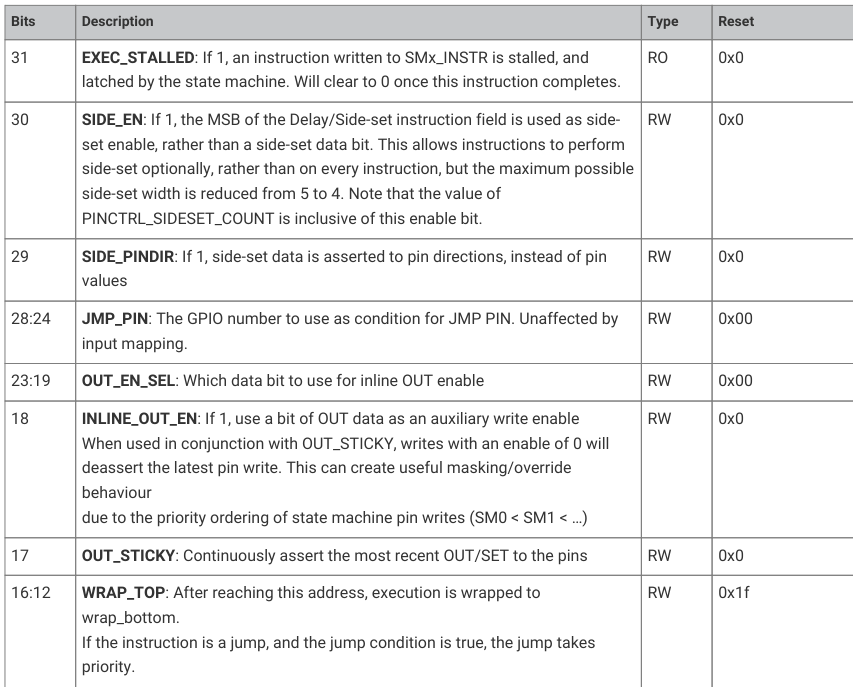 Bits Description Type Reset
31 EXEC_STALLED: If 1, an instruction written to SMx_INSTR is stalled, and RO 0x0
latched by the state machine. Will clear to 0 once this instruction completes.
30 SIDE_EN: If 1, the MSB of the Delay/Side-set instruction field is used as side- RW 0x0
set enable, rather than a side-set data bit. This allows instructions to perform
side-set optionally, rather than on every instruction, but the maximum possible
side-set width is reduced from 5 to 4. Note that the value of
PINCTRL_SIDESET_COUNT is inclusive of this enable bit.
29 SIDE_PINDIR: If 1, side-set data is asserted to pin directions, instead of pin RW 0x0
values
28:24 JMP_PIN: The GPIO number to use as condition for JMP PIN. Unaffected by RW 0x00
input mapping.
23:19 OUT_EN_SEL: Which data bit to use for inline OUT enable RW 0x00
18 INLINE_OUT_EN: If 1, use a bit of OUT data as an auxiliary write enable RW 0x0
When used in conjunction with OUT_STICKY, writes with an enable of 0 will
deassert the latest pin write. This can create useful masking/override
behaviour
due to the priority ordering of state machine pin writes (SM0 < SM1 < …)
17 OUT_STICKY: Continuously assert the most recent OUT/SET to the pins RW 0x0
16:12 WRAP_TOP: After reaching this address, execution is wrapped to RW 0x1f
wrap_bottom.
If the instruction is a jump, and the jump condition is true, the jump takes
priority.